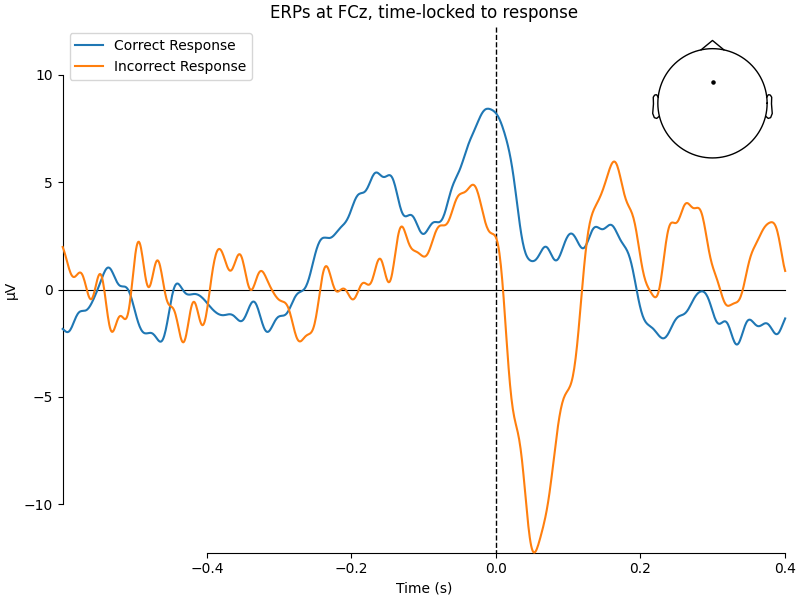 ERPs at FCz, time-locked to response
Correct Response
Incorrect Response
10
5
0
−5
−10
µV
−0.4 −0.2 0.0 0.2 0.4
Time (s)